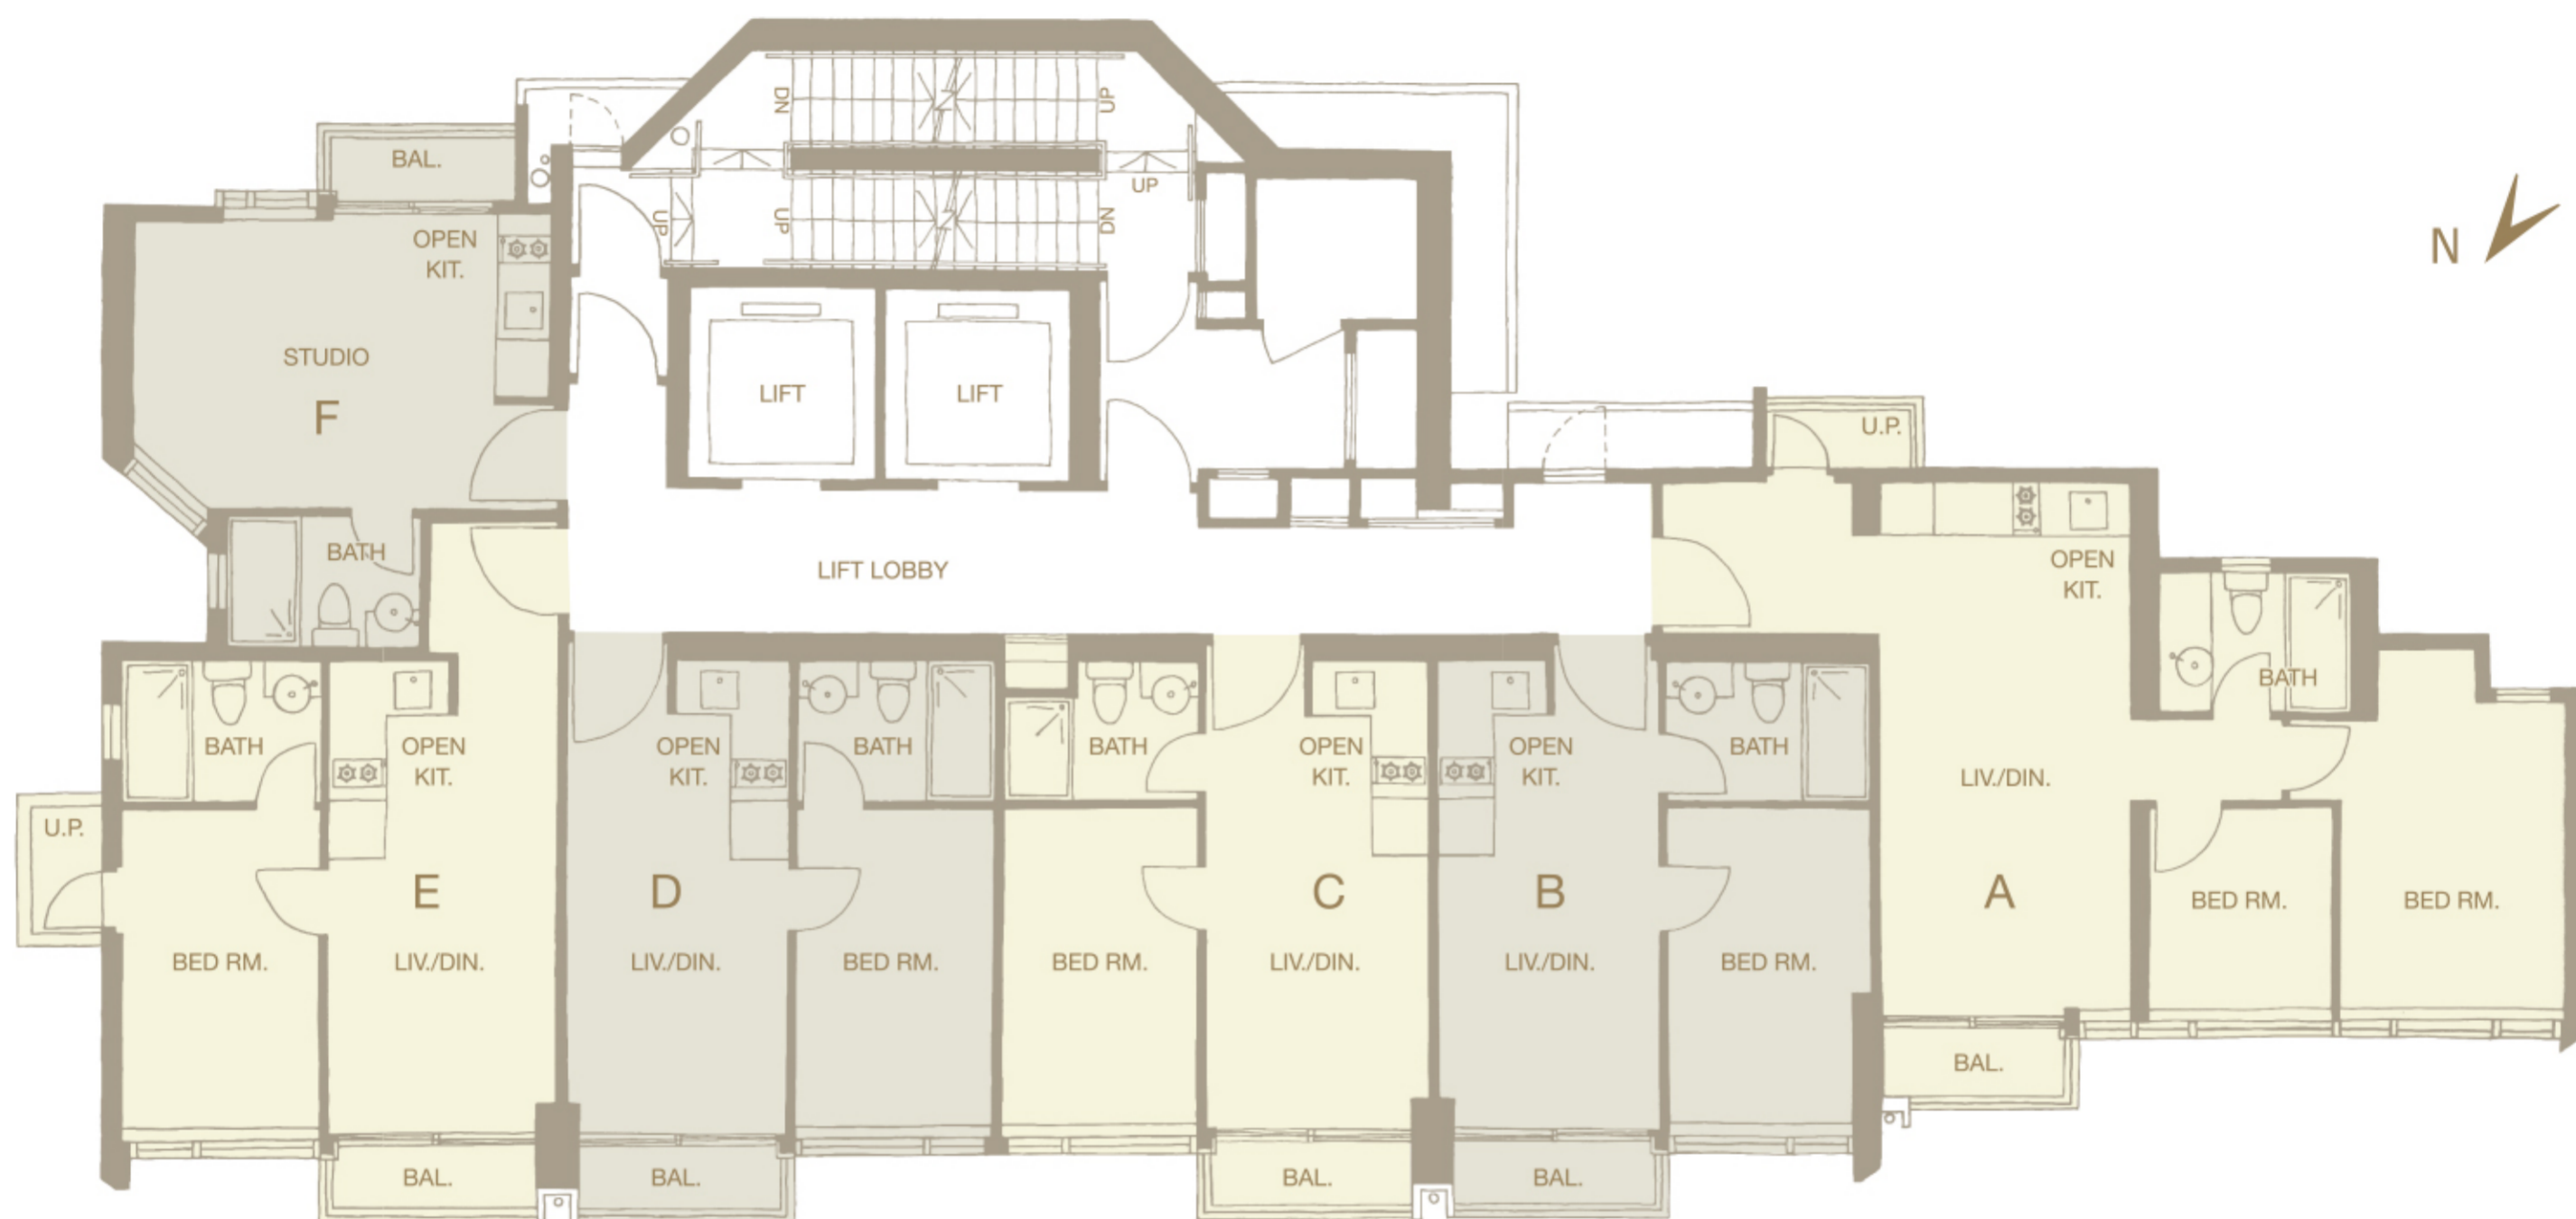 DN
UP
BAL.
UP
UP
UP
DN
OPEN
KIT.
N
STUDIO
F
LIFT
LIFT
U.P.
BATH
LIFT LOBBY
OPEN
KIT.
BATH
BATH
OPEN
KIT.
OPEN
KIT.
BATH
BATH
OPEN
KIT.
OPEN
KIT.
BATH
LIV./DIN.
U.P.
E
D
C
B
A
BED RM.
BED RM.
BED RM.
LIV./DIN.
LIV./DIN.
BED RM.
BED RM.
LIV./DIN.
LIV./DIN.
BED RM.
BAL.
BAL.
BAL.
BAL.
BAL.